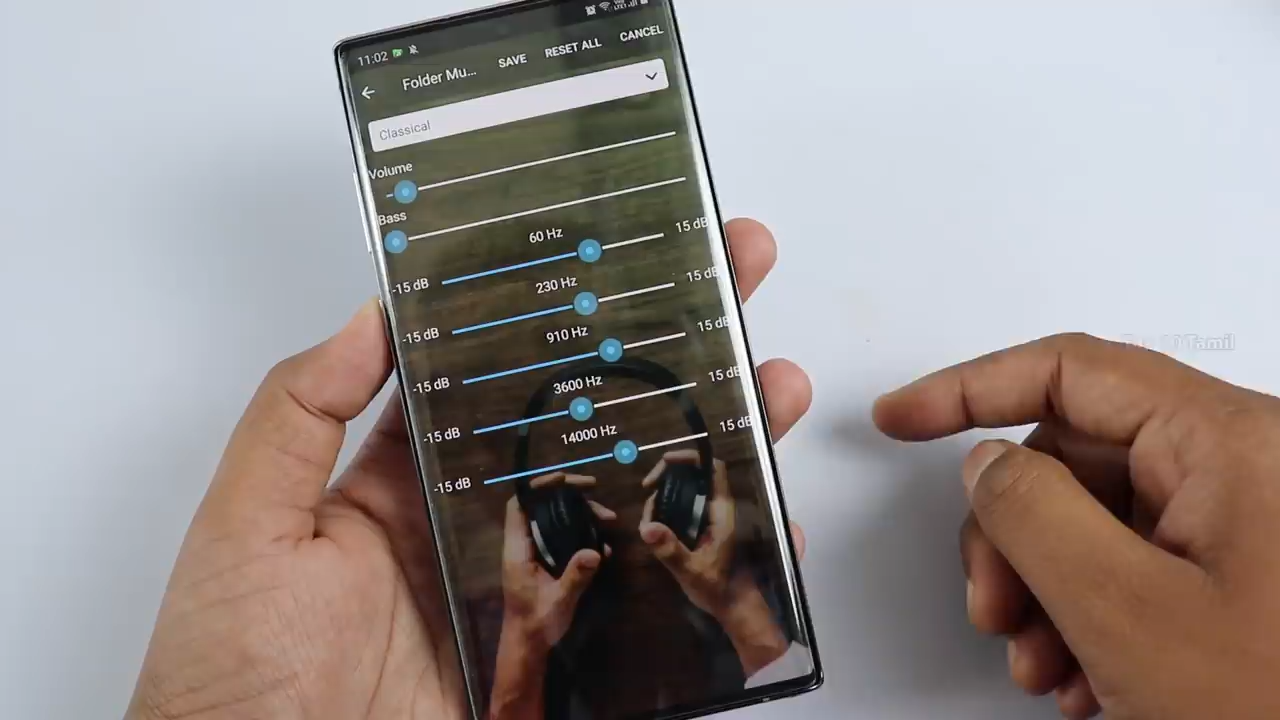 11:02
Folder Mu... SAVE RESET ALL CANCEL
Classical
Volume
Bass
60 Hz
-15 dB 15 dB
230 Hz
-15 dB 15 dB
910 Hz
-15 dB 15 dB
3600 Hz
-15 dB 15 dB
14000 Hz
-15 dB 15 dB
Tamil